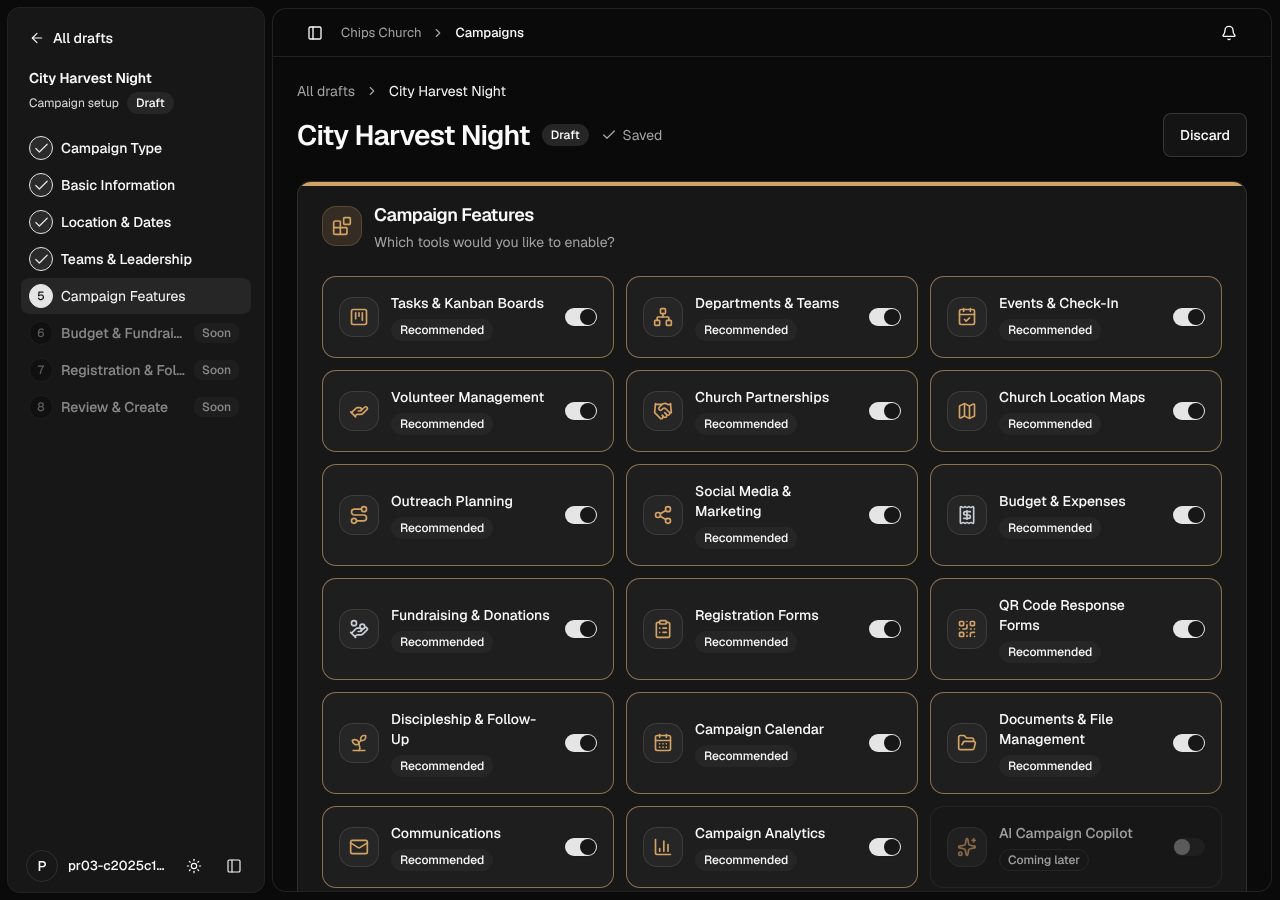 All drafts
City Harvest Night
Campaign setup Draft
Campaign Type
Basic Information
Location & Dates
Teams & Leadership
5 Campaign Features
6 Budget & Fundrai... Soon
7 Registration & Fol... Soon
8 Review & Create Soon
P pr03-c2025c1...
Chips Church > Campaigns
All drafts > City Harvest Night
City Harvest Night Draft Saved
Discard
Campaign Features
Which tools would you like to enable?
Tasks & Kanban Boards
Recommended
Departments & Teams
Recommended
Events & Check-In
Recommended
Volunteer Management
Recommended
Church Partnerships
Recommended
Church Location Maps
Recommended
Outreach Planning
Recommended
Social Media &
Marketing
Recommended
Budget & Expenses
Recommended
Fundraising & Donations
Recommended
Registration Forms
Recommended
QR Code Response
Forms
Recommended
Discipleship & Follow-
Up
Recommended
Campaign Calendar
Recommended
Documents & File
Management
Recommended
Communications
Recommended
Campaign Analytics
Recommended
AI Campaign Copilot
Coming later